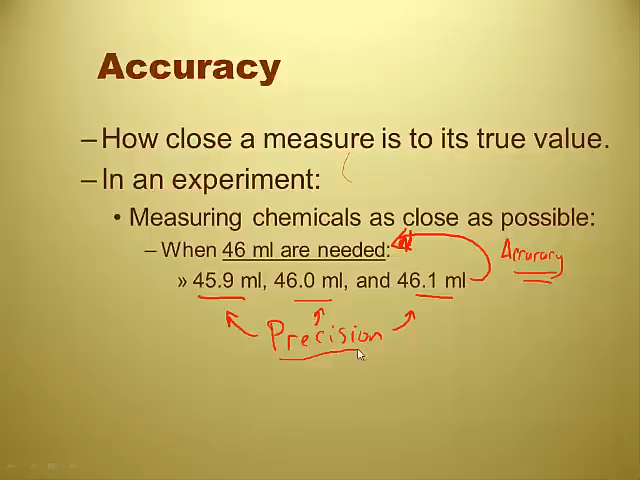 Accuracy
–How close a measure is to its true value.
–In an experiment:
• Measuring chemicals as close as possible:
– When 46 ml are needed:
Accuracy
» 45.9 ml, 46.0 ml, and 46.1 ml
Precision